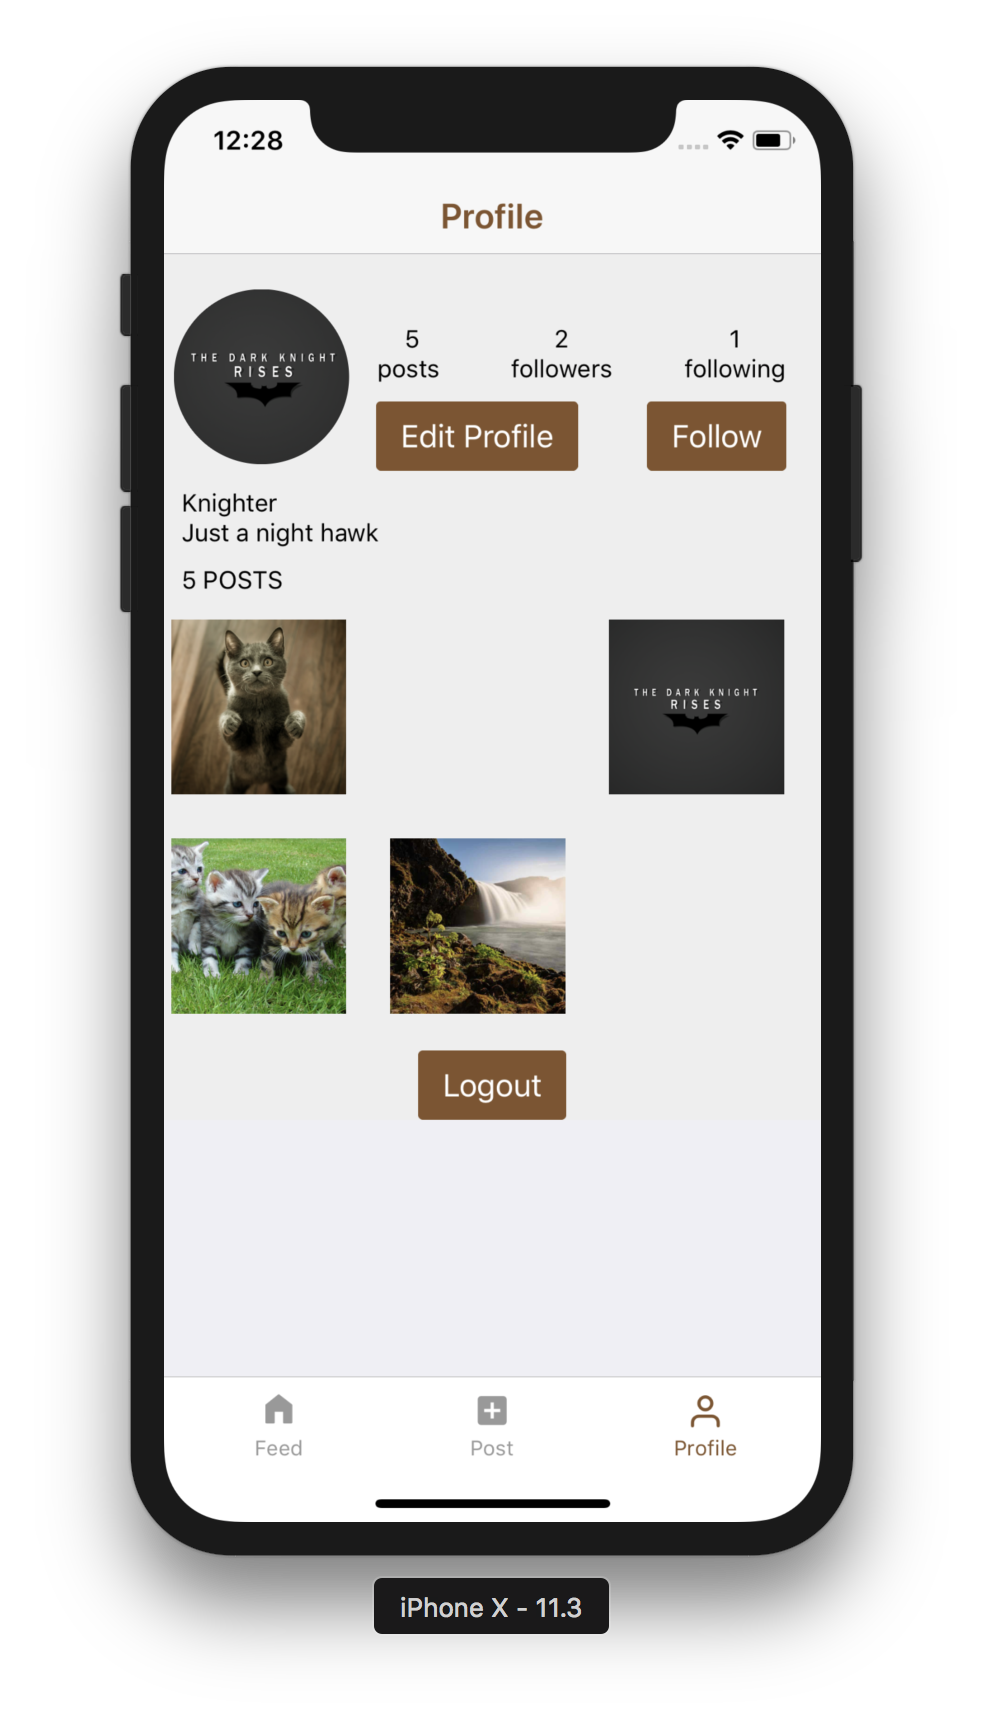 12:28
Profile
THE DARK KNIGHT
RISES
5 posts
2 followers
1 following
Edit Profile
Follow
Knighter
Just a night hawk
5 POSTS
THE DARK KNIGHT
RISES
Logout
Feed
Post
Profile
iPhone X - 11.3